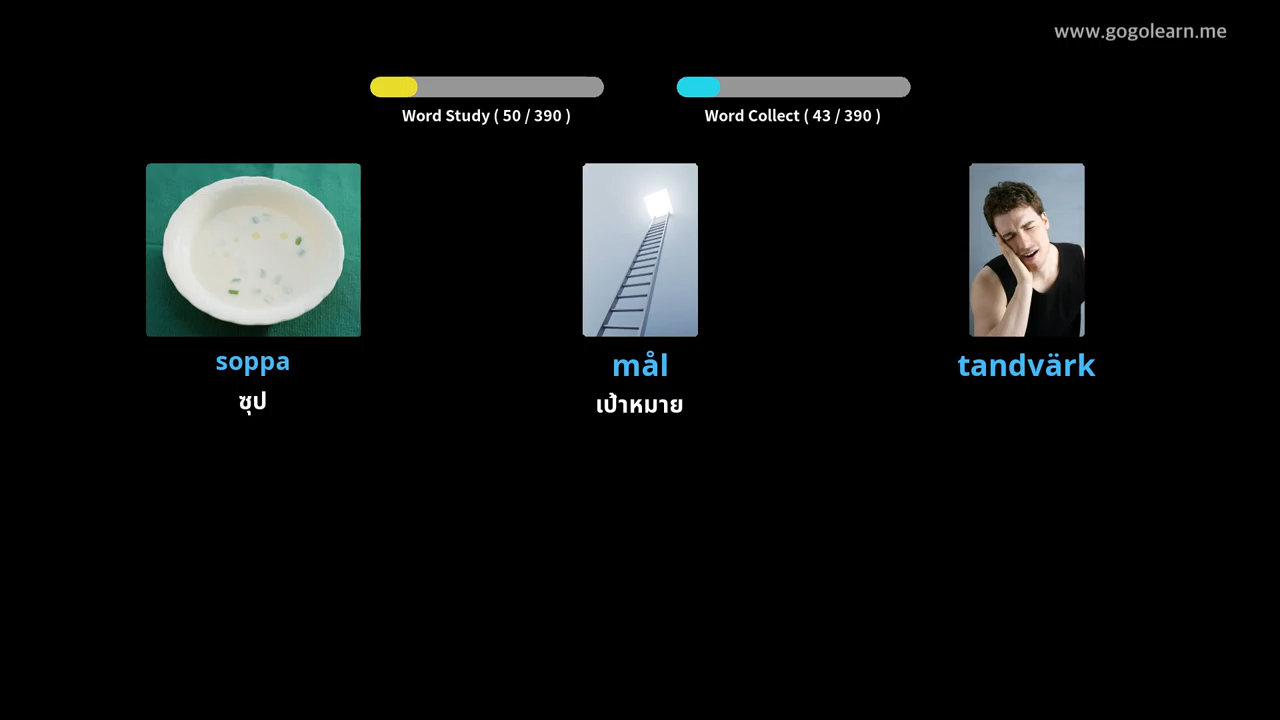 www.gogolearn.me
Word Study ( 50 / 390 )
Word Collect ( 43 / 390 )
soppa
ซุป
mål
เป้าหมาย
tandvärk